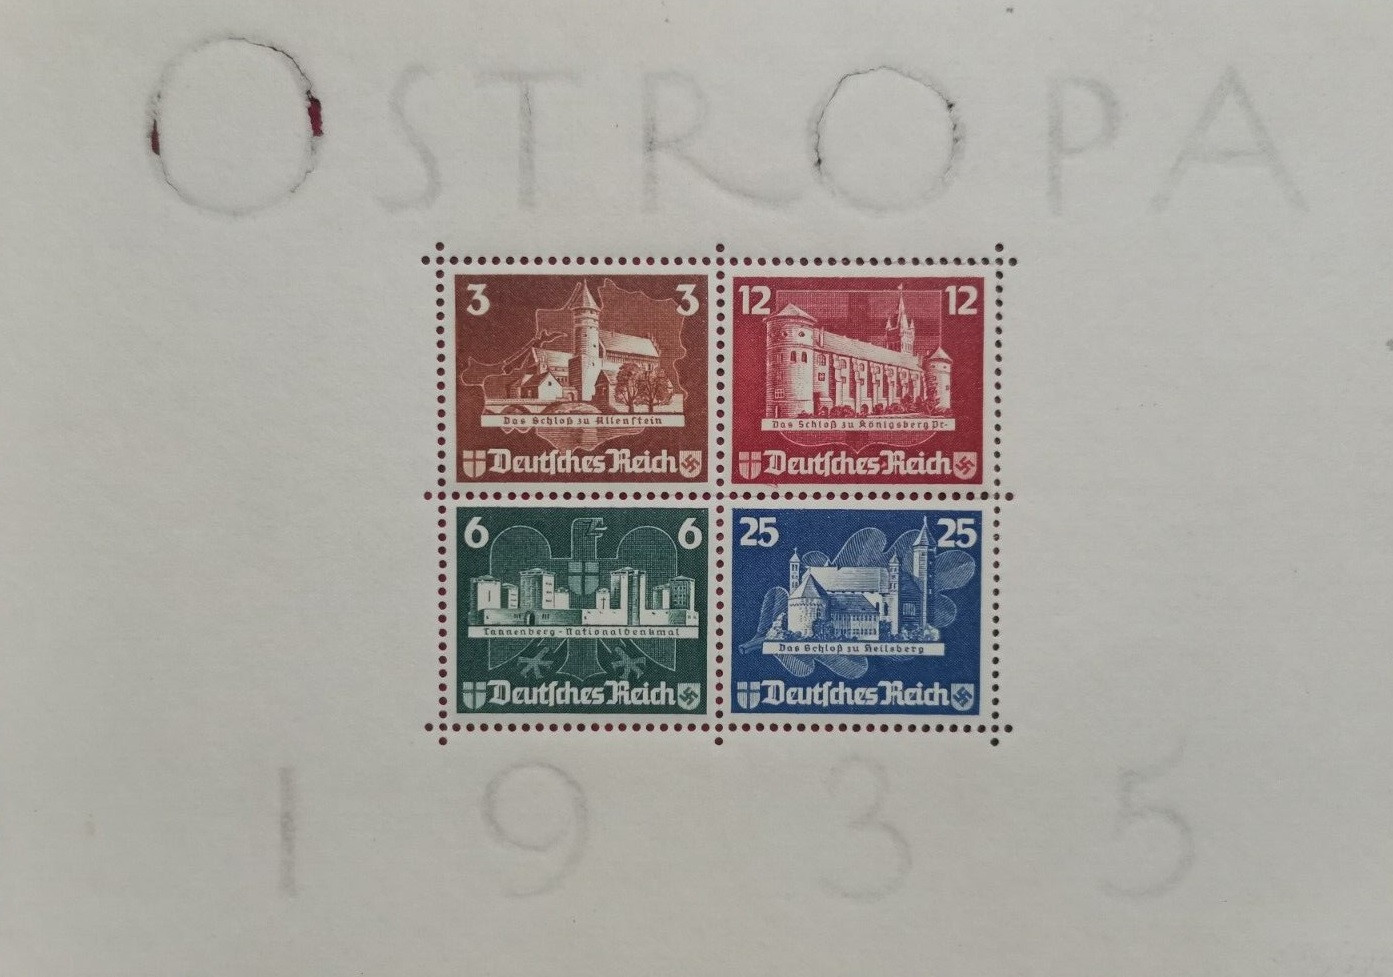 OSTROPA
3 3
Das Schloß zu Allenstein
Deutsches Reich
12 12
Das Schloß zu Königsberg Pr.
Deutsches Reich
6 6
Tannenberg-Nationaldenkmal
Deutsches Reich
25 25
Das Schloß zu Heilsberg
Deutsches Reich
1935